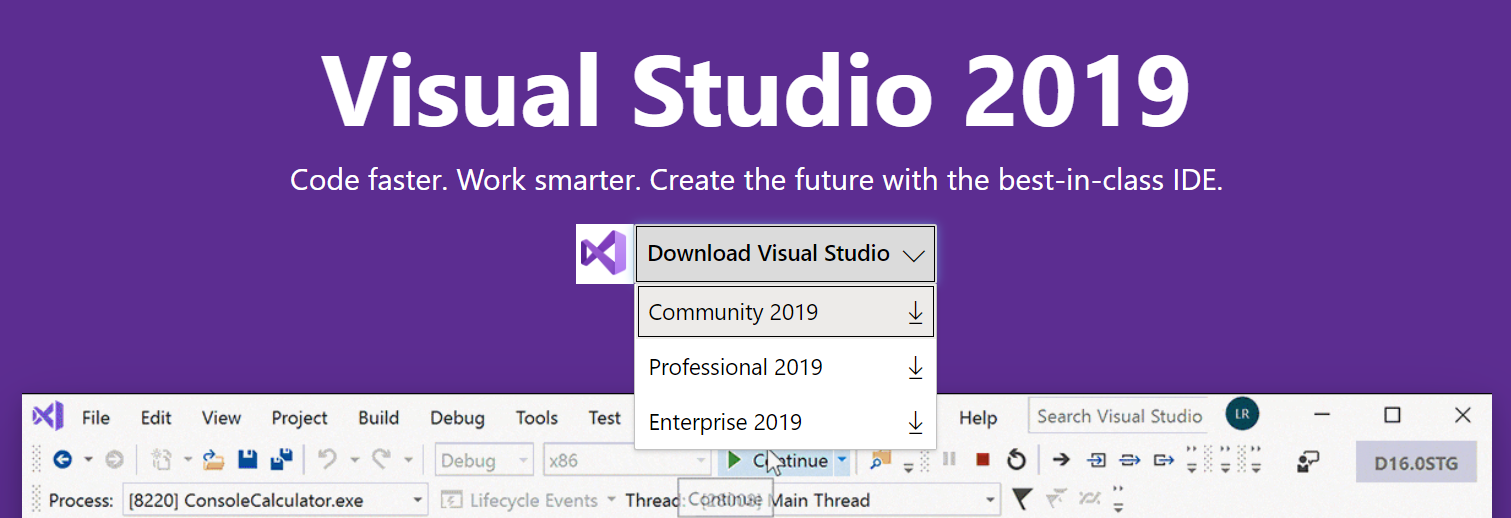 Visual Studio 2019
Code faster. Work smarter. Create the future with the best-in-class IDE.
Download Visual Studio
Community 2019
Professional 2019
Enterprise 2019
File Edit View Project Build Debug Tools Test Help Search Visual Studio LR
Debug x86 Continue D16.0STG
Process: [8220] ConsoleCalculator.exe Lifecycle Events Thread: Main Thread
Continue